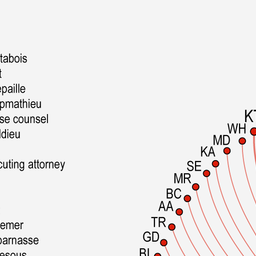 tabois
t
epaille
pmathieu
se counsel
ldieu
cuting attorney
emer
parnasse
esous
KT
WH
MD
KA
SE
MR
BC
AA
TR
GD
BL